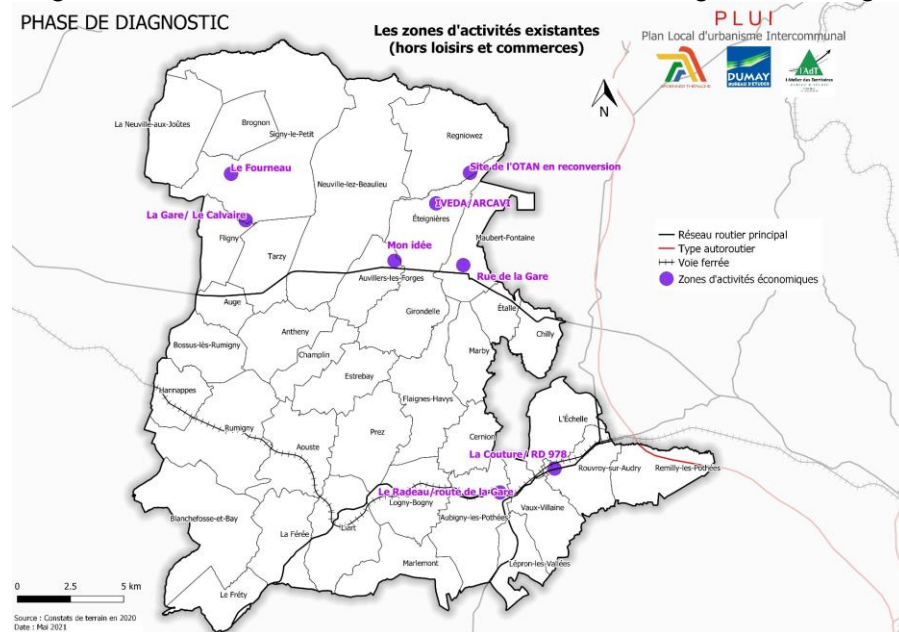 PHASE DE DIAGNOSTIC
Les zones d'activités existantes
(hors loisirs et commerces)
PLUI
Plan Local d'urbanisme Intercommunal
DUMAY
BUREAU D'ÉTUDES
l'AdT
l'Atelier des Territoires
N
La Neuville-aux-Joûtes
Brognon
Signy-le-Petit
Regniowez
Le Fourneau
Site de l'OTAN en reconversion
Neuville-lez-Beaulieu
IVEDA/ARCAVI
La Gare/ Le Calvaire
Éteignières
Fligny
Maubert-Fontaine
Tarzy
Mon idée
Rue de la Gare
Auvillers-les-Forges
Auge
Girondelle
Étalle
Chilly
Bossus-lès-Rumigny
Antheny
Champlin
Marby
Estrebay
Hannappes
Flaignes-Havys
L'Échelle
Rumigny
Prez
Cernion
Aouste
La Couture/ RD 978
Rouvroy-sur-Audry
Remilly-les-Pothées
Le Radeau/route de la Gare
Logny-Bogny
Vaux-Villaine
Blanchefosse-et-Bay
Aubigny-les-Pothées
Liart
La Férée
Marlemont
Lépron-les-Vallées
Le Fréty
Réseau routier principal
Type autoroutier
Voie ferrée
Zones d'activités économiques
0 2.5 5 km
Source : Constats de terrain en 2020
Date : Mai 2021